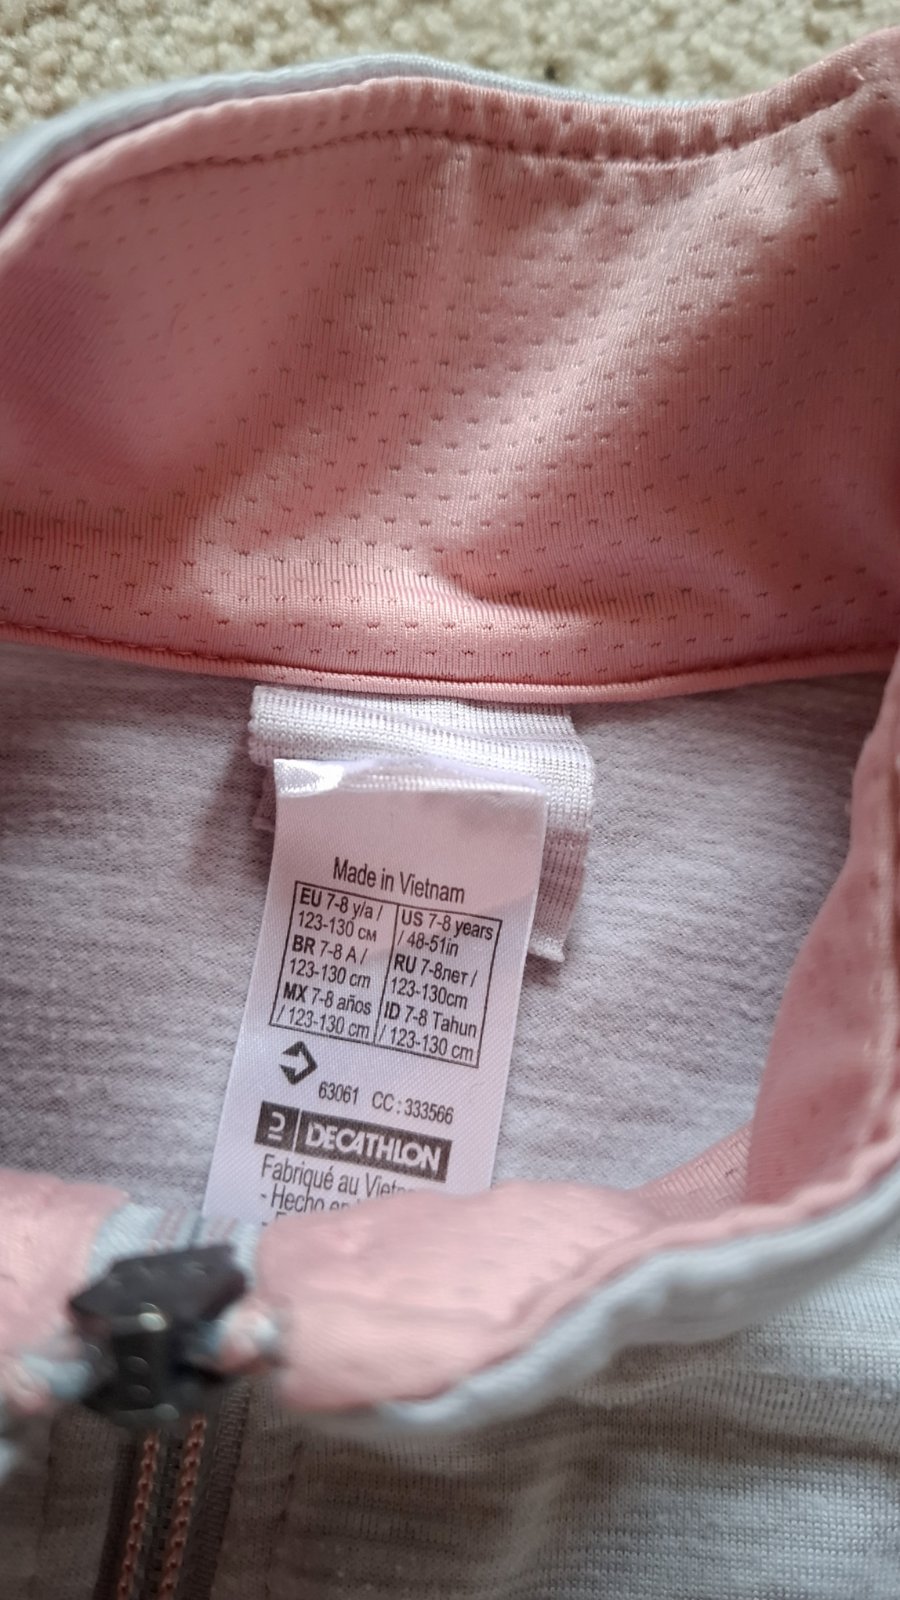 Made in Vietnam
EU 7-8 y/a /
123-130 см
BR 7-8 A /
123-130 cm
MX 7-8 años
/ 123-130 cm
US 7-8 years
/ 48-51in
RU 7-8лет /
123-130cm
ID 7-8 Tahun
/ 123-130 cm
63061 CC : 333566
DECATHLON
Fabriqué au
- Hecho